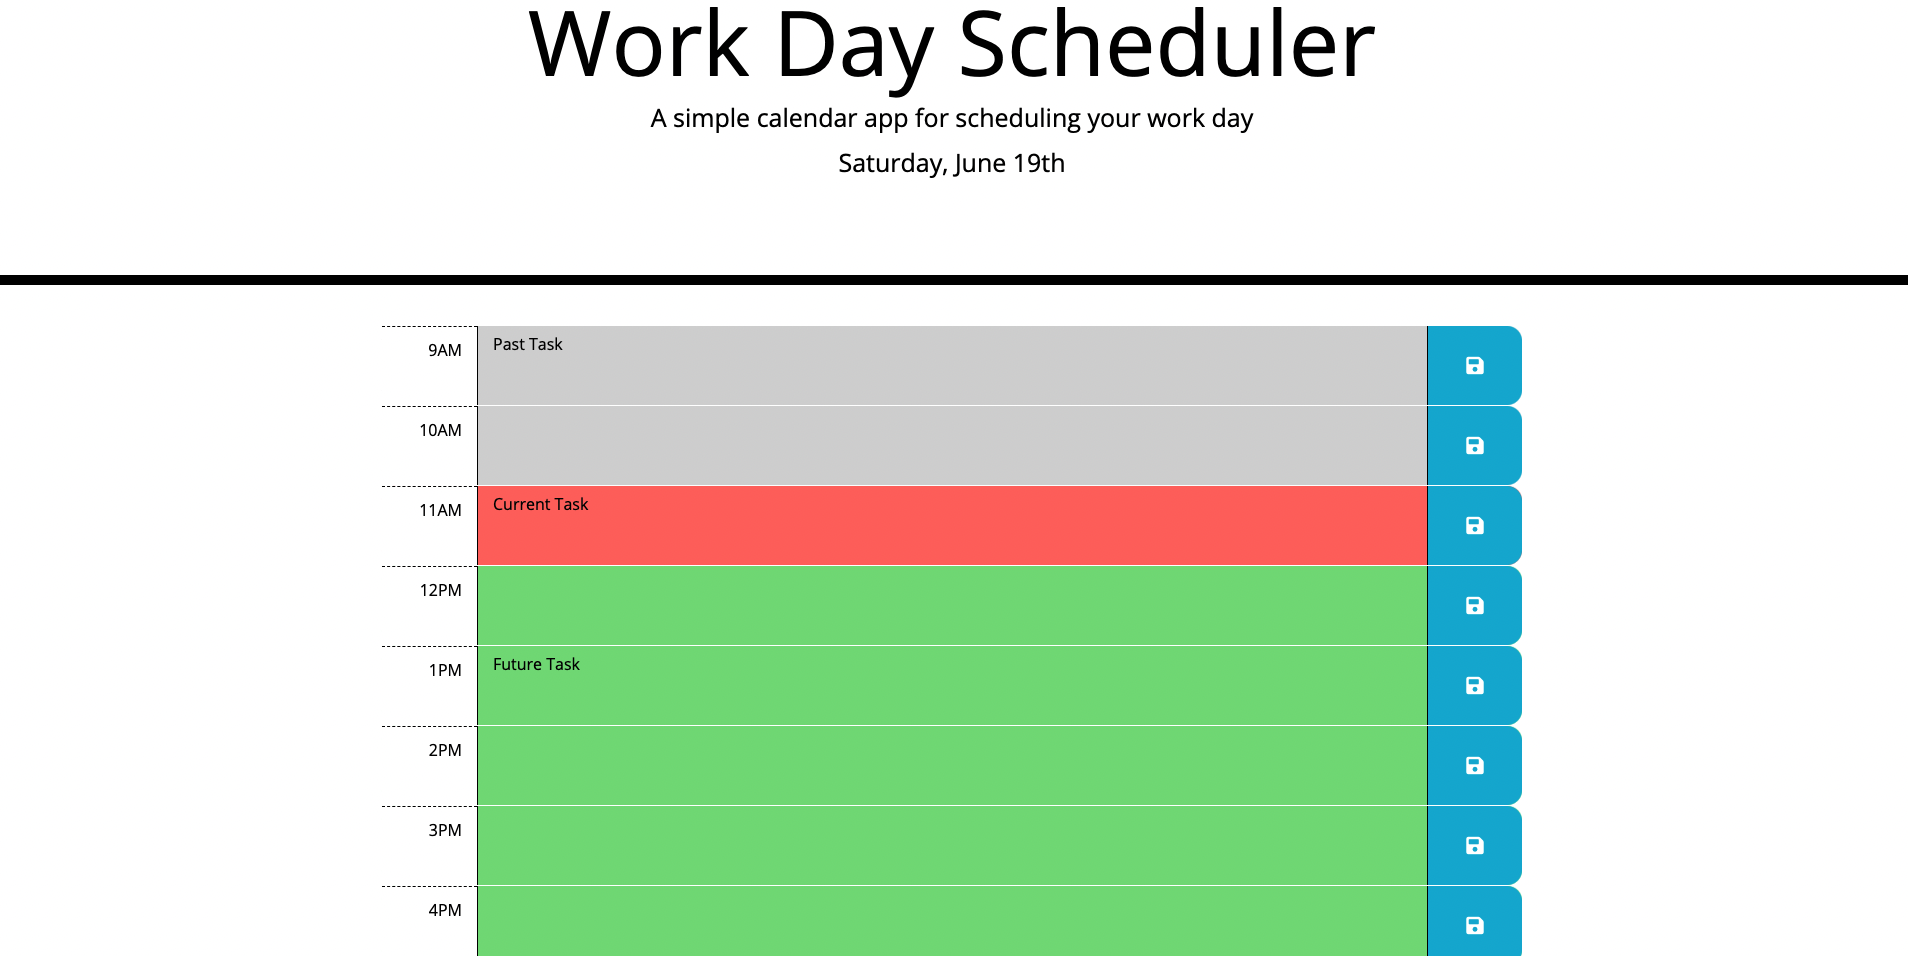 Work Day Scheduler
A simple calendar app for scheduling your work day
Saturday, June 19th
9AM Past Task
10AM
11AM Current Task
12PM
1PM Future Task
2PM
3PM
4PM